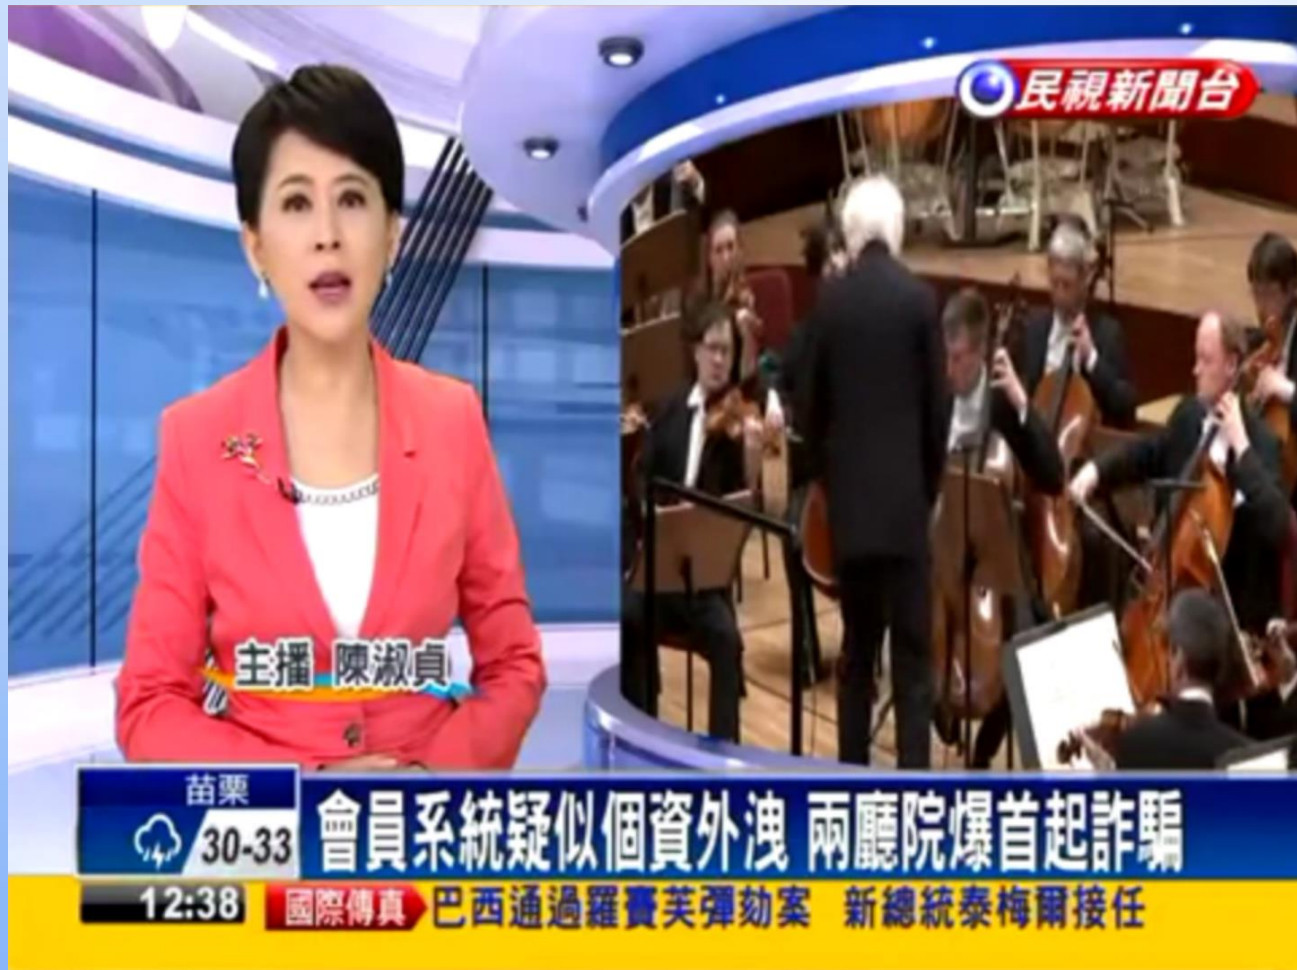 民視新聞台
主播 陳淑貞
苗栗
30-33
會員系統疑似個資外洩 兩廳院爆首起詐騙
12:38
國際傳真
巴西通過羅賽芙彈劾案 新總統泰梅爾接任